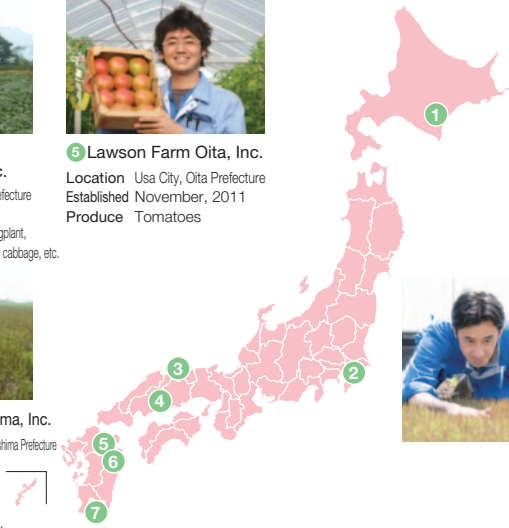 c.
efecture
gplant,
cabbage, etc.
ma, Inc.
shima Prefecture
5 Lawson Farm Oita, Inc.
Location Usa City, Oita Prefecture
Established November, 2011
Produce Tomatoes
1
2
3
4
5
6
7